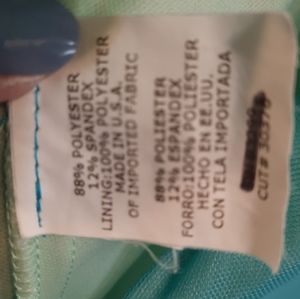 88% POLYESTER
12% SPANDEX
LINING:100% POLYESTER
MADE IN U.S.A.
OF IMPORTED FABRIC
88% POLIESTER
12% ESPANDEX
FORRO:100% POLIESTER
HECHO EN EE.UU.
CON TELA IMPORTADA
CUT#